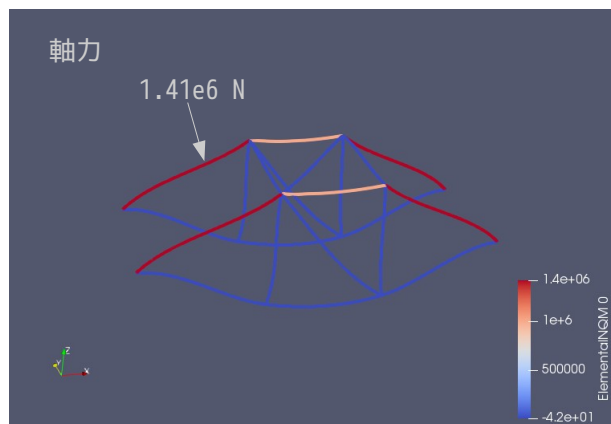 軸力
1.41e6 N
1.4e+06
1e+6
500000
-4.2e+01
ElementalNQM 0
Z
Y
X